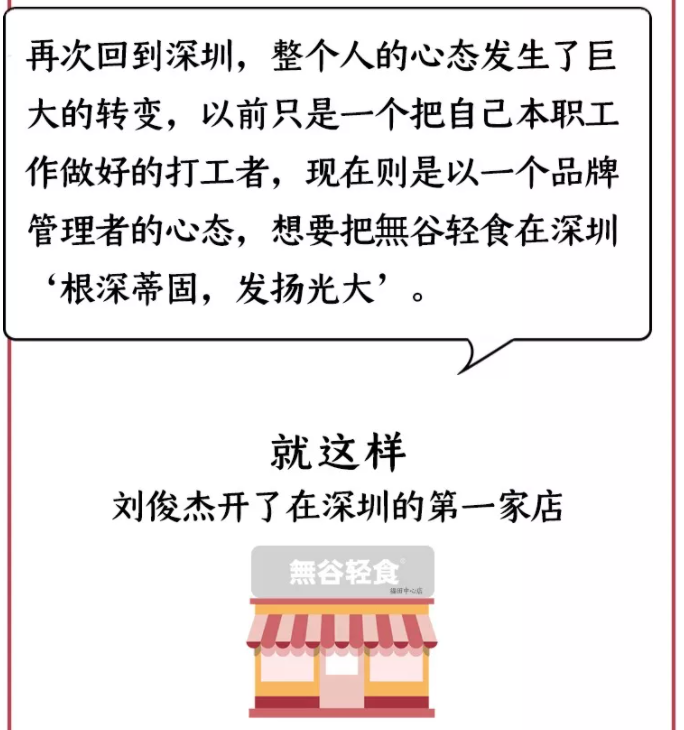 再次回到深圳，整个人的心态发生了巨
大的转变，以前只是一个把自己本职工
作做好的打工者，现在则是以一个品牌
管理者的心态，想要把無谷轻食在深圳
‘根深蒂固，发扬光大’。
就这样
刘俊杰开了在深圳的第一家店
無谷轻食
福田中心店